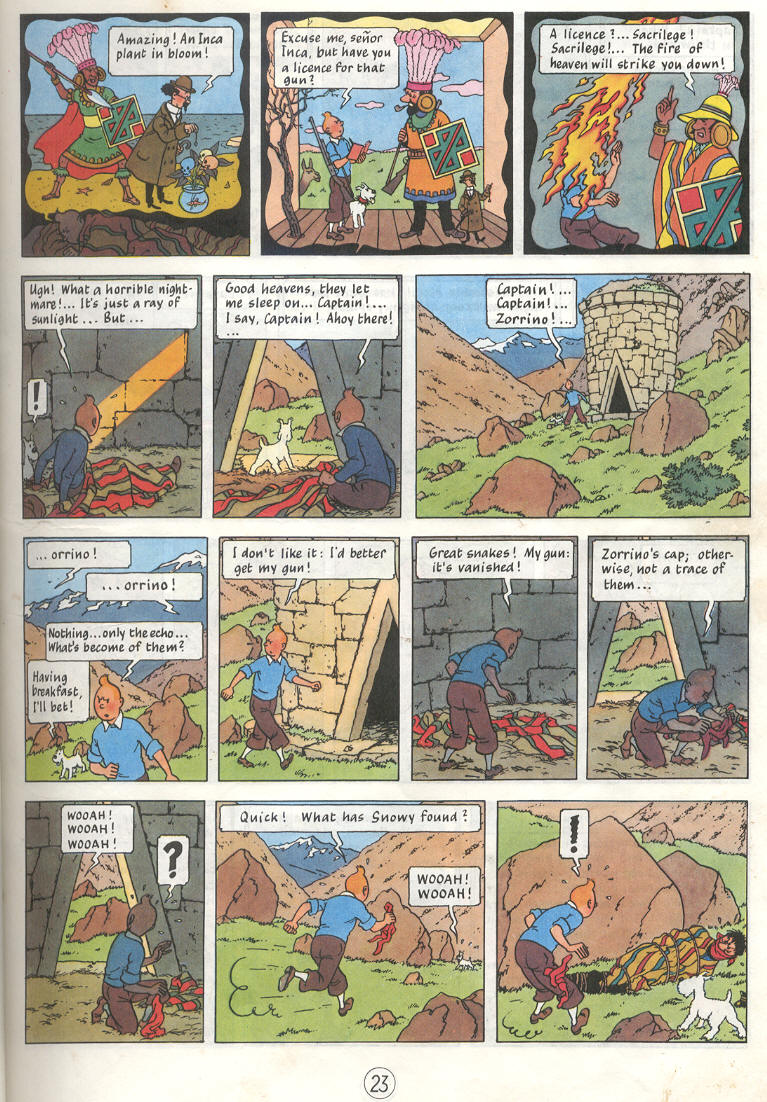 Amazing! An Inca
plant in bloom!
Excuse me, señor
Inca, but have you
a licence for that
gun?
A licence?... Sacrilege!
Sacrilege!... The fire of
heaven will strike you down!
Ugh! What a horrible night-
mare!... It's just a ray of
sunlight... But...
!
Good heavens, they let
me sleep on... Captain!...
I say, Captain! Ahoy there!
...
Captain!...
Captain!...
Zorrino!...
...orrino!
...orrino!
Nothing...only the echo...
What's become of them?
Having
breakfast,
I'll bet!
I don't like it: I'd better
get my gun!
Great snakes! My gun:
it's vanished!
Zorrino's cap; other-
wise, not a trace of
them...
WOOAH!
WOOAH!
WOOAH!
?
Quick! What has Snowy found?
WOOAH!
WOOAH!
!
23